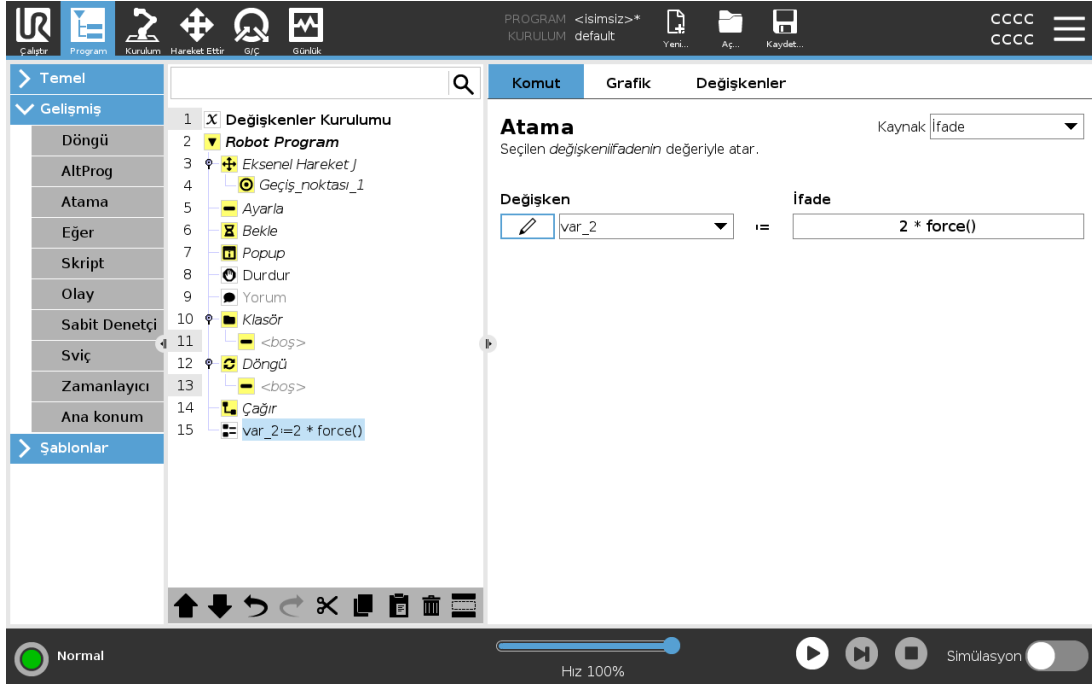 PROGRAM <isimsiz>*
KURULUM default
Çalıştır Program Kurulum Hareket Ettir G/Ç Günlük Yeni... Aç... Kaydet...
cccc
cccc
Temel
Gelişmiş
Döngü
AltProg
Atama
Eğer
Skript
Olay
Sabit Denetçi
Sviç
Zamanlayıcı
Ana konum
Şablonlar
1 X Değişkenler Kurulumu
2 Robot Program
3 Eksenel Hareket J
4 Geçiş_noktası_1
5 Ayarla
6 Bekle
7 Popup
8 Durdur
9 Yorum
10 Klasör
11 <boş>
12 Döngü
13 <boş>
14 Çağır
15 var_2:=2 * force()
Komut Grafik Değişkenler
Atama
Kaynak İfade
Seçilen değişkeniifadenin değeriyle atar.
Değişken İfade
var_2 := 2 * force()
Normal
Hız 100%
Simülasyon